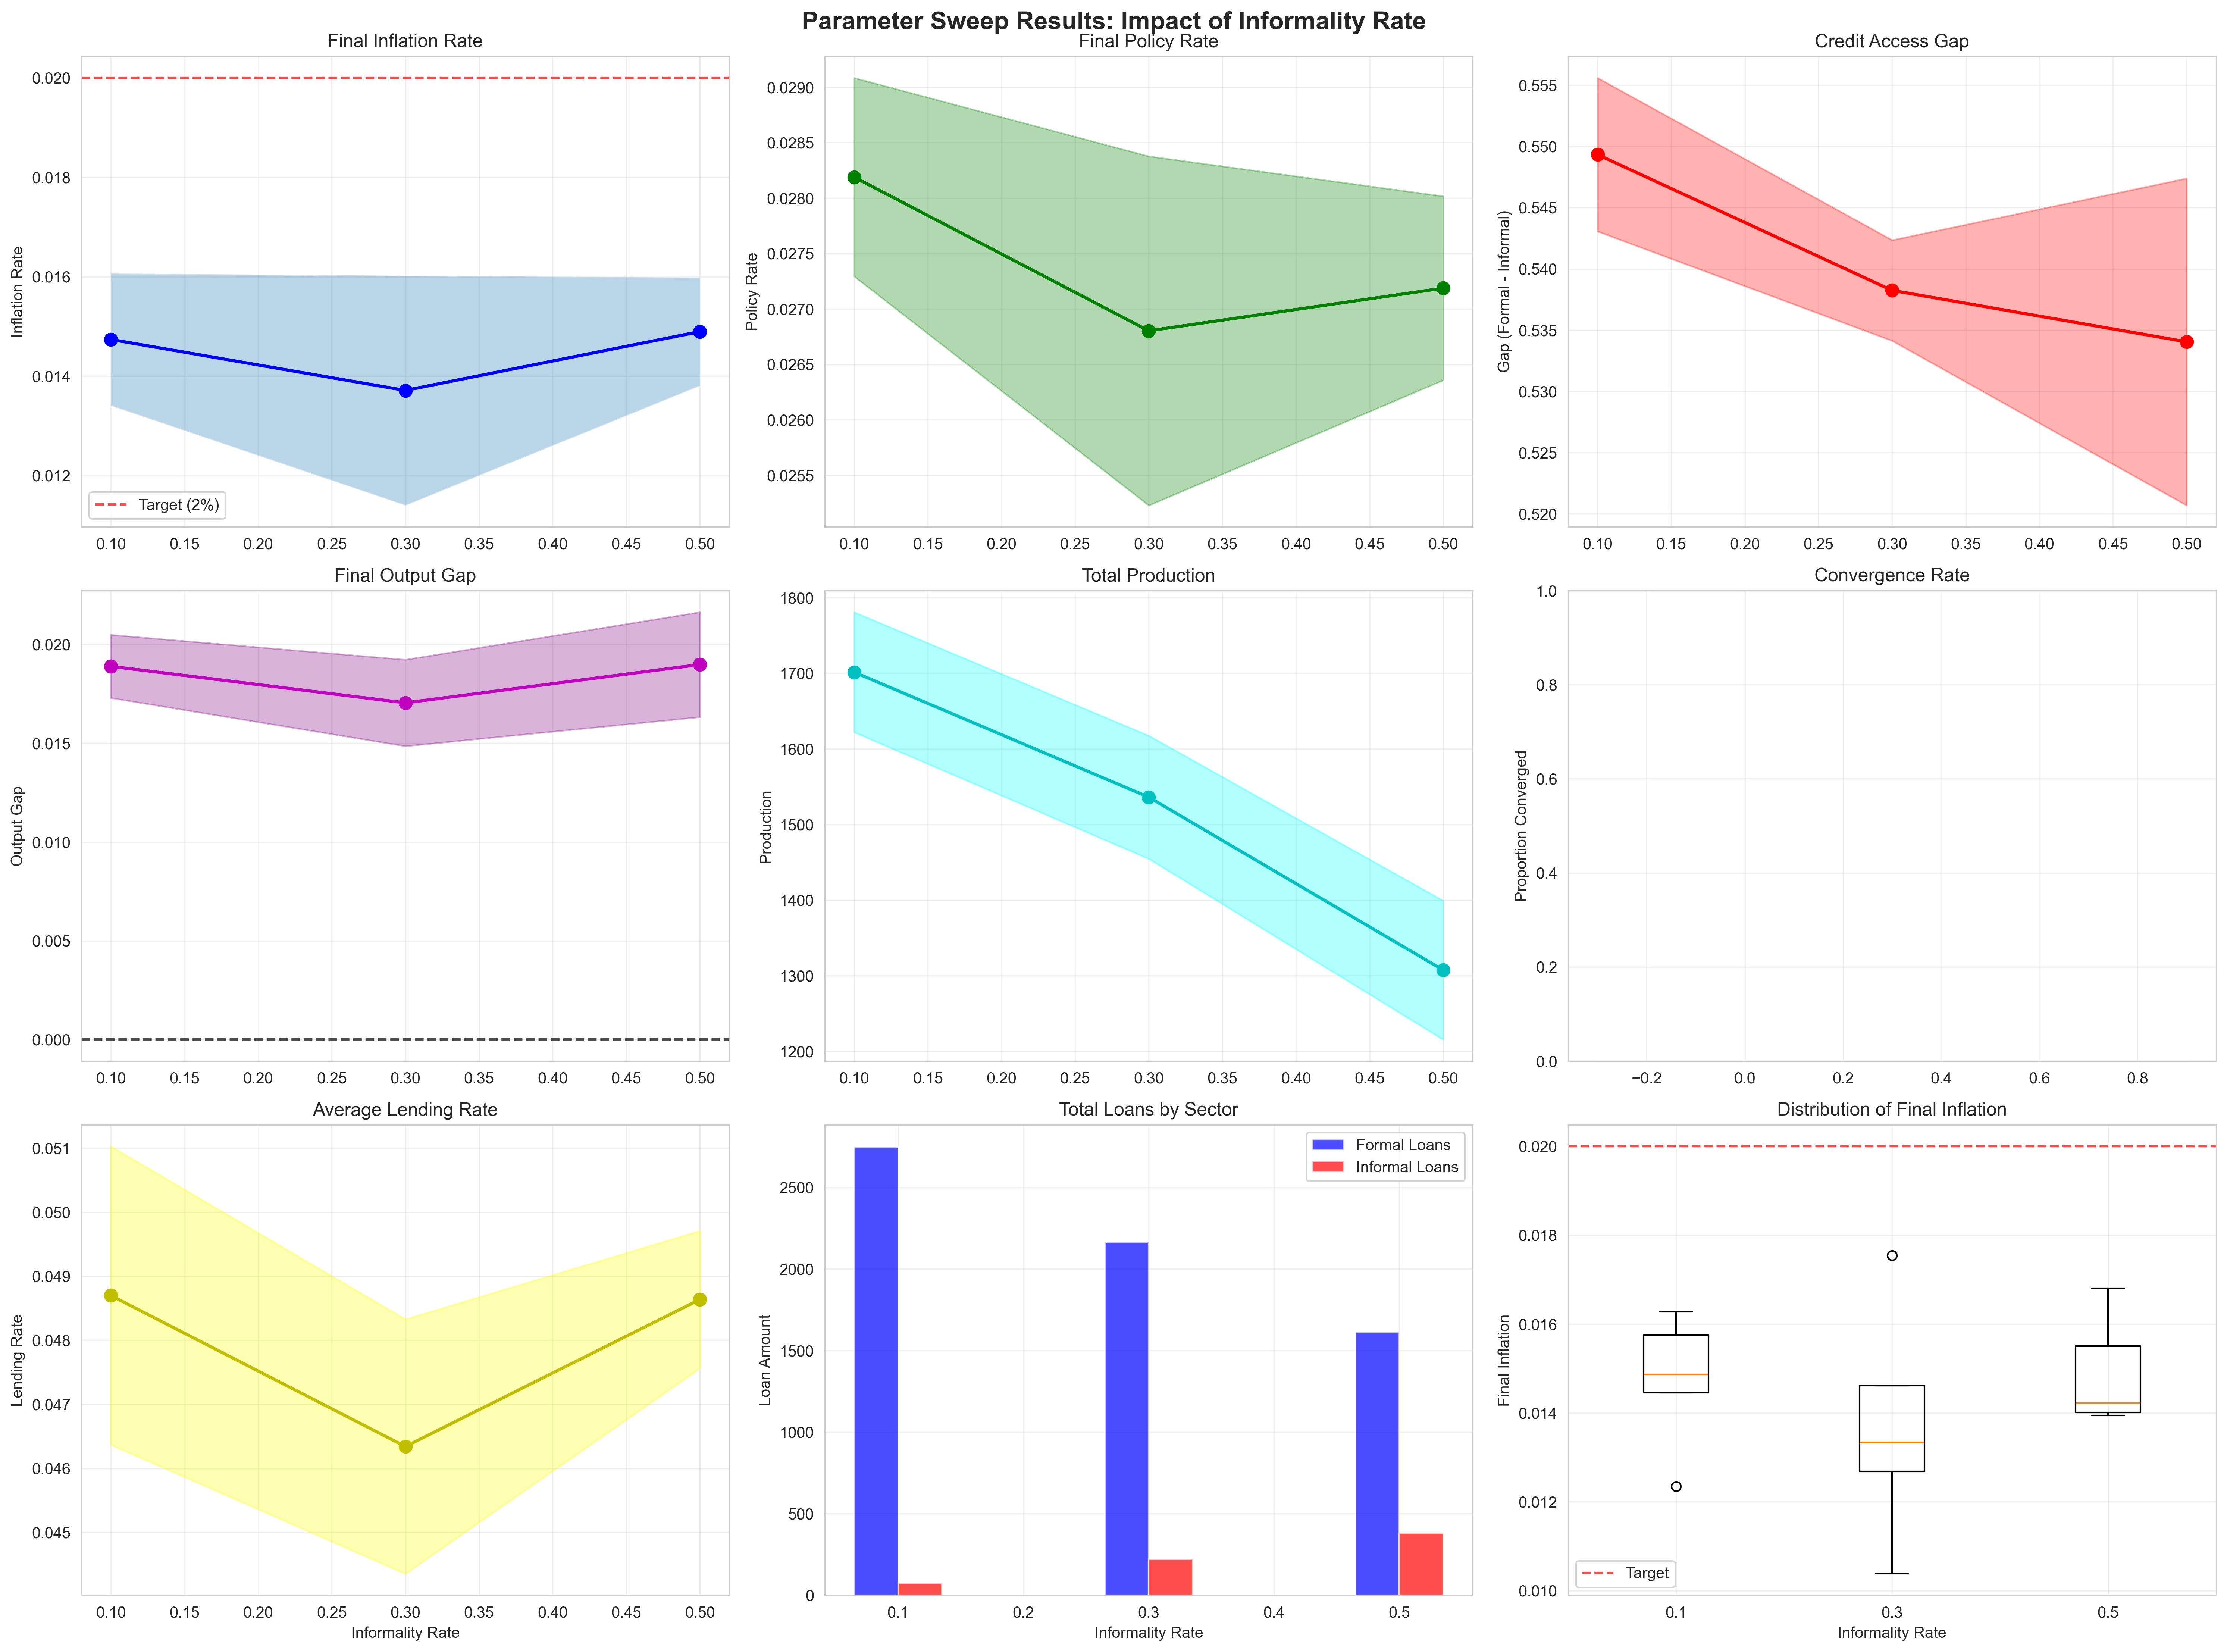 Parameter Sweep Results: Impact of Informality Rate
Final Inflation Rate
0.020
0.018
0.016
0.014
0.012
Inflation Rate
Target (2%)
0.10 0.15 0.20 0.25 0.30 0.35 0.40 0.45 0.50
Final Policy Rate
0.0290
0.0285
0.0280
0.0275
0.0270
0.0265
0.0260
0.0255
Policy Rate
0.10 0.15 0.20 0.25 0.30 0.35 0.40 0.45 0.50
Credit Access Gap
0.555
0.550
0.545
0.540
0.535
0.530
0.525
0.520
Gap (Formal - Informal)
0.10 0.15 0.20 0.25 0.30 0.35 0.40 0.45 0.50
Final Output Gap
0.020
0.015
0.010
0.005
0.000
Output Gap
0.10 0.15 0.20 0.25 0.30 0.35 0.40 0.45 0.50
Total Production
1800
1700
1600
1500
1400
1300
1200
Production
0.10 0.15 0.20 0.25 0.30 0.35 0.40 0.45 0.50
Convergence Rate
1.0
0.8
0.6
0.4
0.2
0.0
Proportion Converged
−0.2 0.0 0.2 0.4 0.6 0.8
Average Lending Rate
0.051
0.050
0.049
0.048
0.047
0.046
0.045
Lending Rate
0.10 0.15 0.20 0.25 0.30 0.35 0.40 0.45 0.50
Informality Rate
Total Loans by Sector
Formal Loans
Informal Loans
2500
2000
1500
1000
500
0
Loan Amount
0.1 0.2 0.3 0.4 0.5
Informality Rate
Distribution of Final Inflation
0.020
0.018
0.016
0.014
0.012
0.010
Final Inflation
Target
0.1 0.3 0.5
Informality Rate